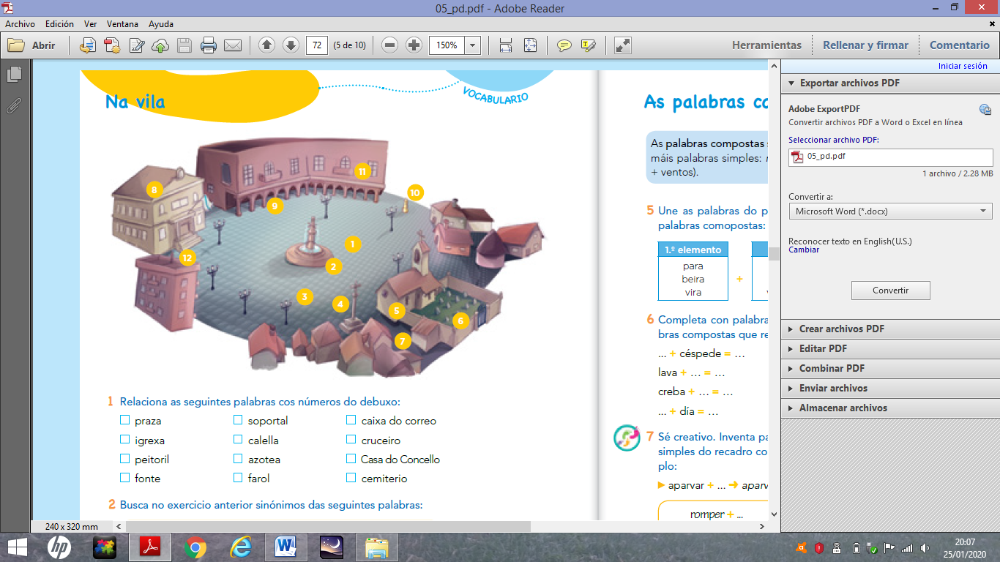 05_pd.pdf - Adobe Reader
Archivo Edición Ver Ventana Ayuda
Abrir 72 (5 de 10) 150% Herramientas Rellenar y firmar Comentario
Iniciar sesión
Na vila
VOCABULARIO
8
11
10
9
1
12
2
3
4
5
6
7
1 Relaciona as seguintes palabras cos números do debuxo:
praza soportal caixa do correo
igrexa calella cruceiro
peitoril azotea Casa do Concello
fonte farol cemiterio
2 Busca no exercicio anterior sinónimos das seguintes palabras:
As palabras co
As palabras compostas s
máis palabras simples:
+ ventos).
5 Une as palabras do p
palabras comopostas:
1.º elemento
para
beira +
vira
6 Completa con palabra
bras compostas que re
... + céspede = ...
lava + ... = ...
creba + ... = ...
... + día = ...
7 Sé creativo. Inventa pa
simples do recadro co
plo:
aparvar + ... ➜ aparv
romper + ...
Exportar archivos PDF
Adobe ExportPDF
Convertir archivos PDF a Word o Excel en línea
Seleccionar archivo PDF:
05_pd.pdf
1 archivo / 2.28 MB
Convertir a:
Microsoft Word (*.docx)
Reconocer texto en English(U.S.)
Cambiar
Convertir
Crear archivos PDF
Editar PDF
Combinar PDF
Enviar archivos
Almacenar archivos
240 x 320 mm
20:07
25/01/2020